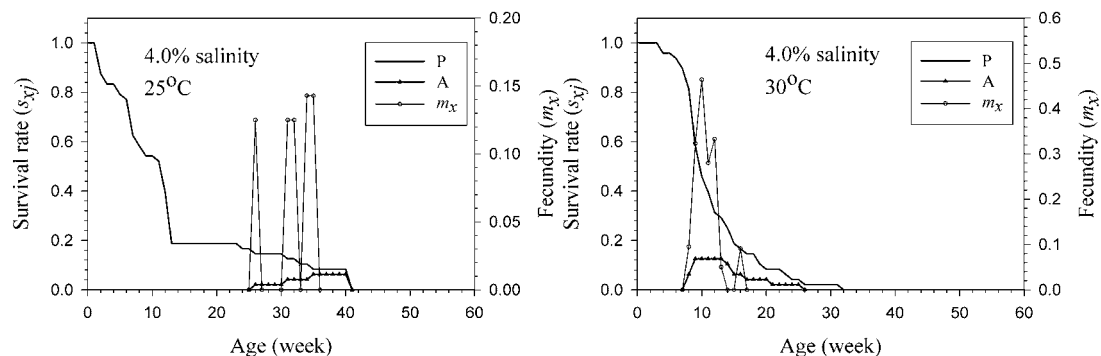 4.0% salinity
25°C
P
A
mx
Survival rate (sxj)
1.0
0.8
0.6
0.4
0.2
0.0
0.20
0.15
0.10
0.05
0.00
Fecundity (mx)
0 10 20 30 40 50 60
Age (week)
4.0% salinity
30°C
P
A
mx
Survival rate (sxj)
1.0
0.8
0.6
0.4
0.2
0.0
0.6
0.5
0.4
0.3
0.2
0.1
0.0
Fecundity (mx)
0 10 20 30 40 50 60
Age (week)